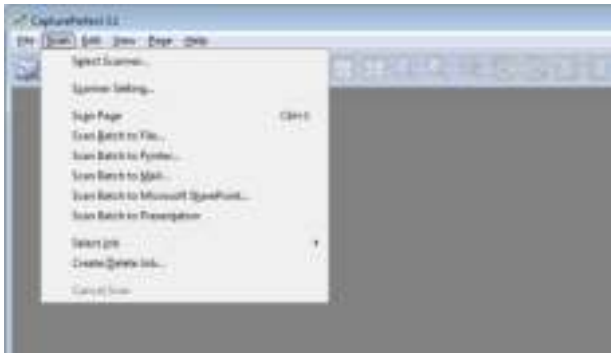 CapturePerfect 3.1
File Scan Edit View Page Help
Select Scanner...
Scanner Setting...
Scan Page
Scan Batch to File...
Scan Batch to Printer...
Scan Batch to Mail...
Scan Batch to Microsoft SharePoint...
Scan Batch to Presentation
Select Job
Create/Delete Job...
Cancel Scan